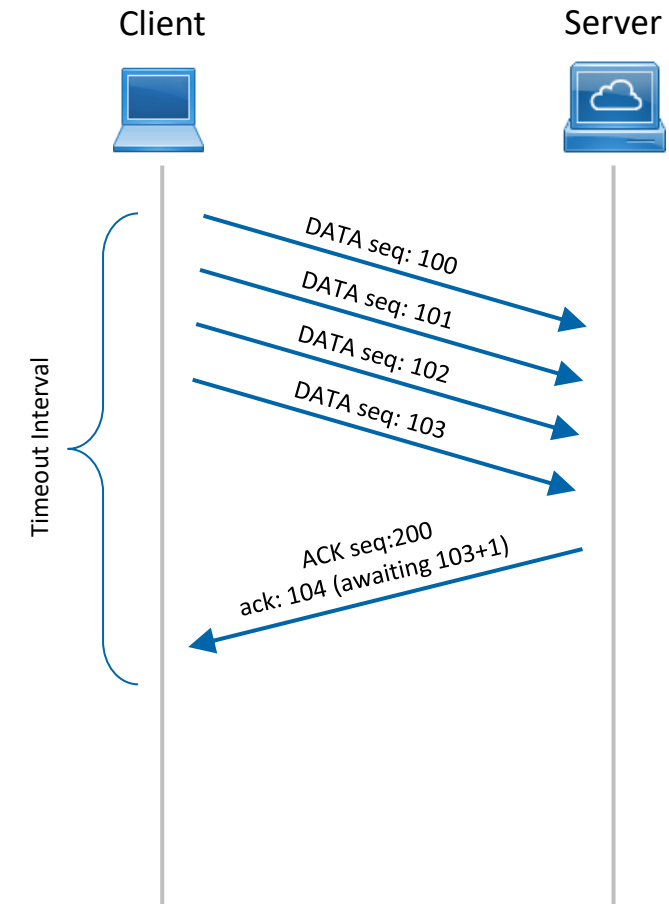 Client
Server
DATA seq: 100
DATA seq: 101
DATA seq: 102
DATA seq: 103
Timeout Interval
ACK seq:200
ack: 104 (awaiting 103+1)